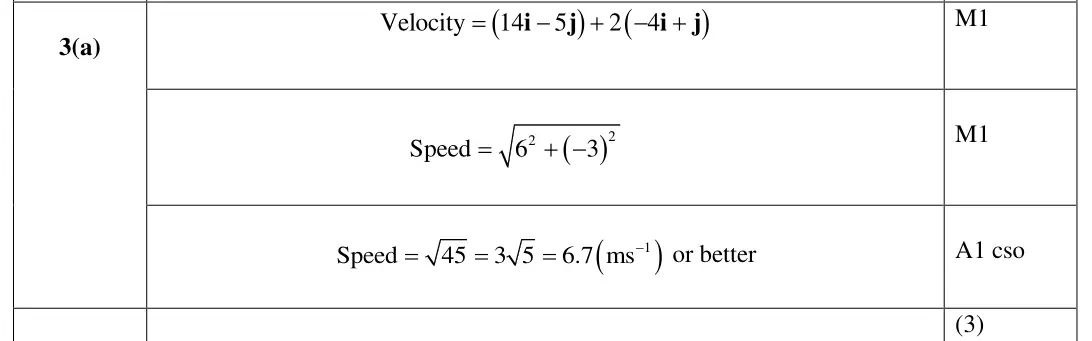 3(a)
Velocity = (14i − 5j) + 2(−4i + j) M1
Speed = √(6² + (−3)²) M1
Speed = √45 = 3√5 = 6.7 (ms⁻¹) or better A1 cso
(3)